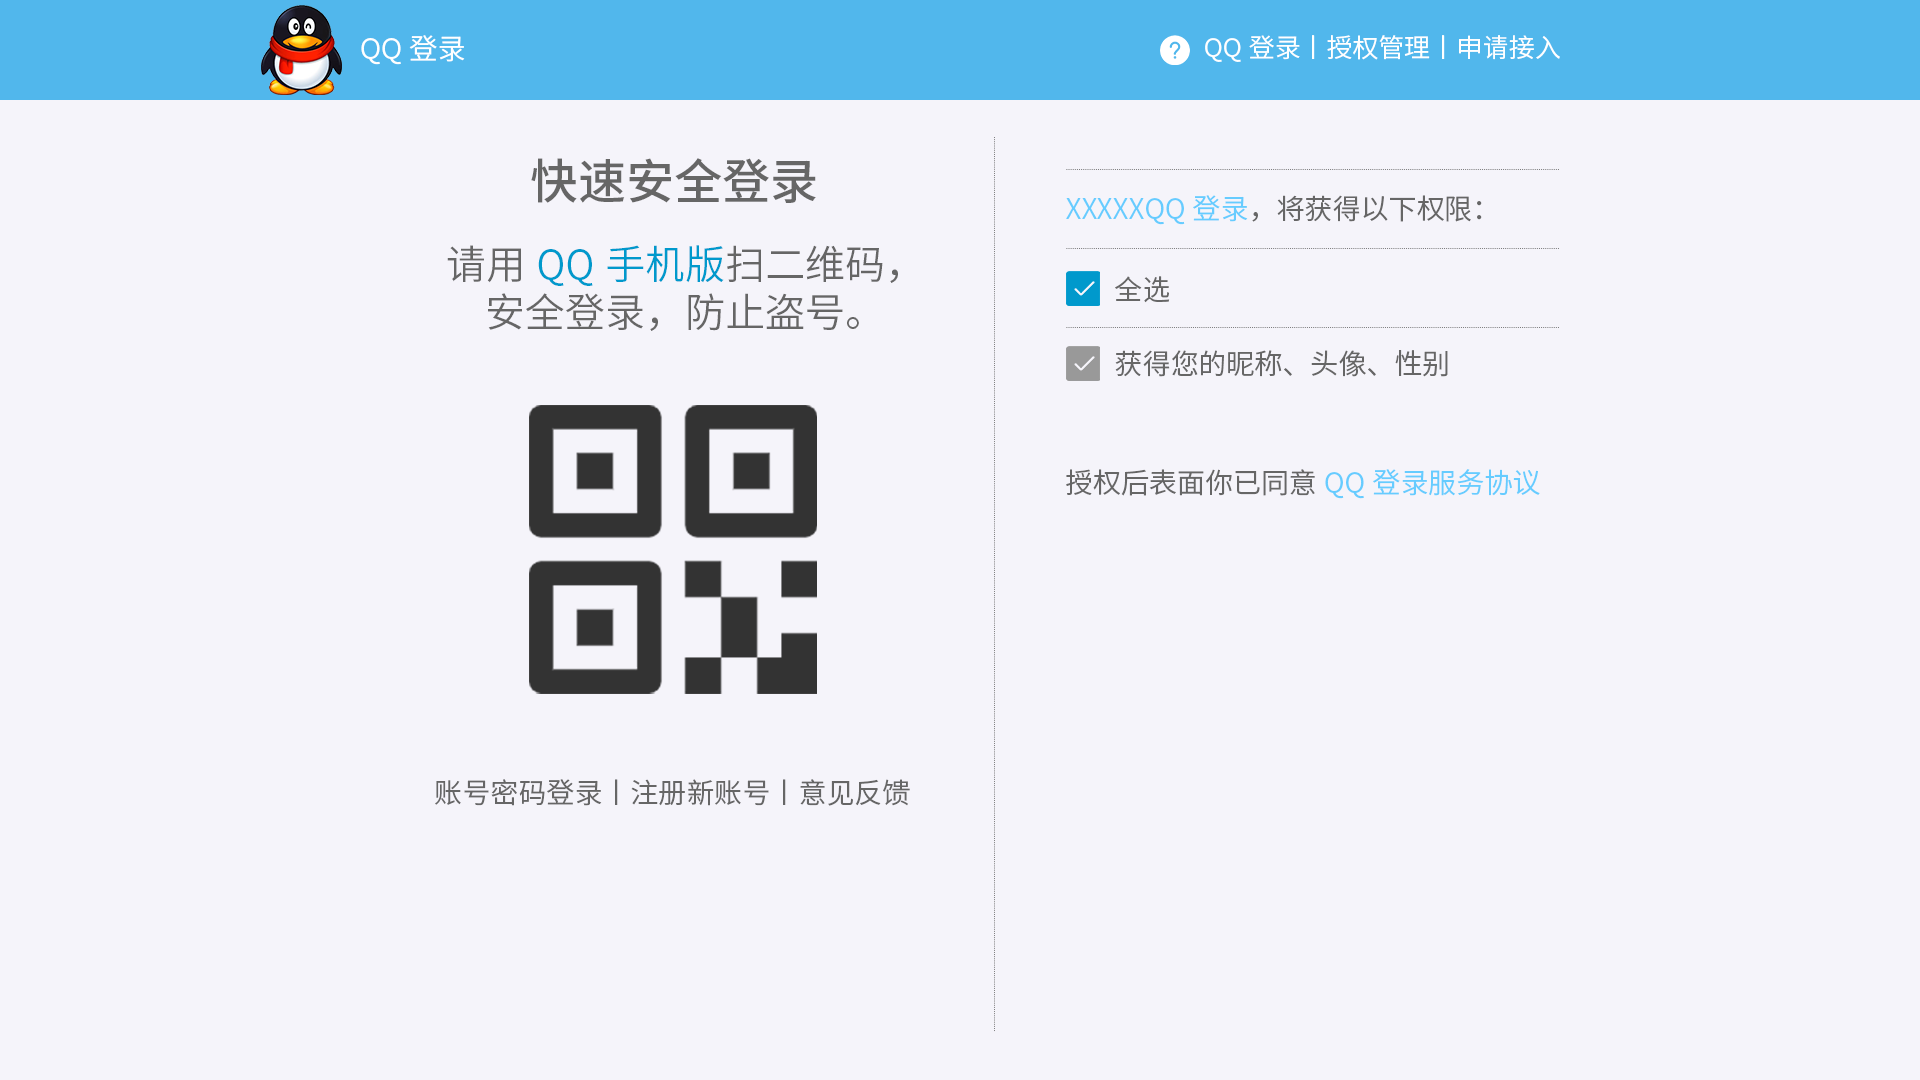 QQ 登录
QQ 登录丨授权管理丨申请接入
快速安全登录
请用 QQ 手机版扫二维码，
安全登录，防止盗号。
账号密码登录丨注册新账号丨意见反馈
XXXXXQQ 登录，将获得以下权限：
全选
获得您的昵称、头像、性别
授权后表面你已同意 QQ 登录服务协议